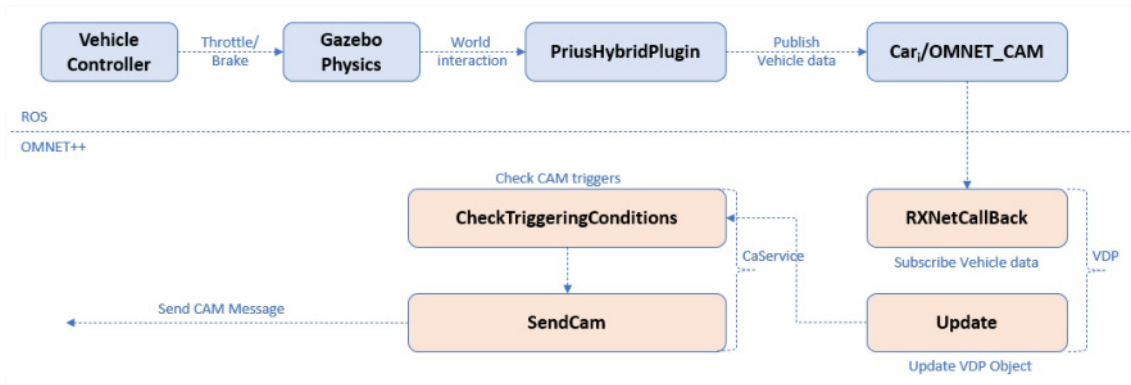 Vehicle
Controller
Throttle/
Brake
Gazebo
Physics
World
interaction
PriusHybridPlugin
Publish
Vehicle data
Carᵢ/OMNET_CAM
ROS
OMNET++
Check CAM triggers
CheckTriggeringConditions
CaService
RXNetCallBack
Subscribe Vehicle data
VDP
Send CAM Message
SendCam
Update
Update VDP Object